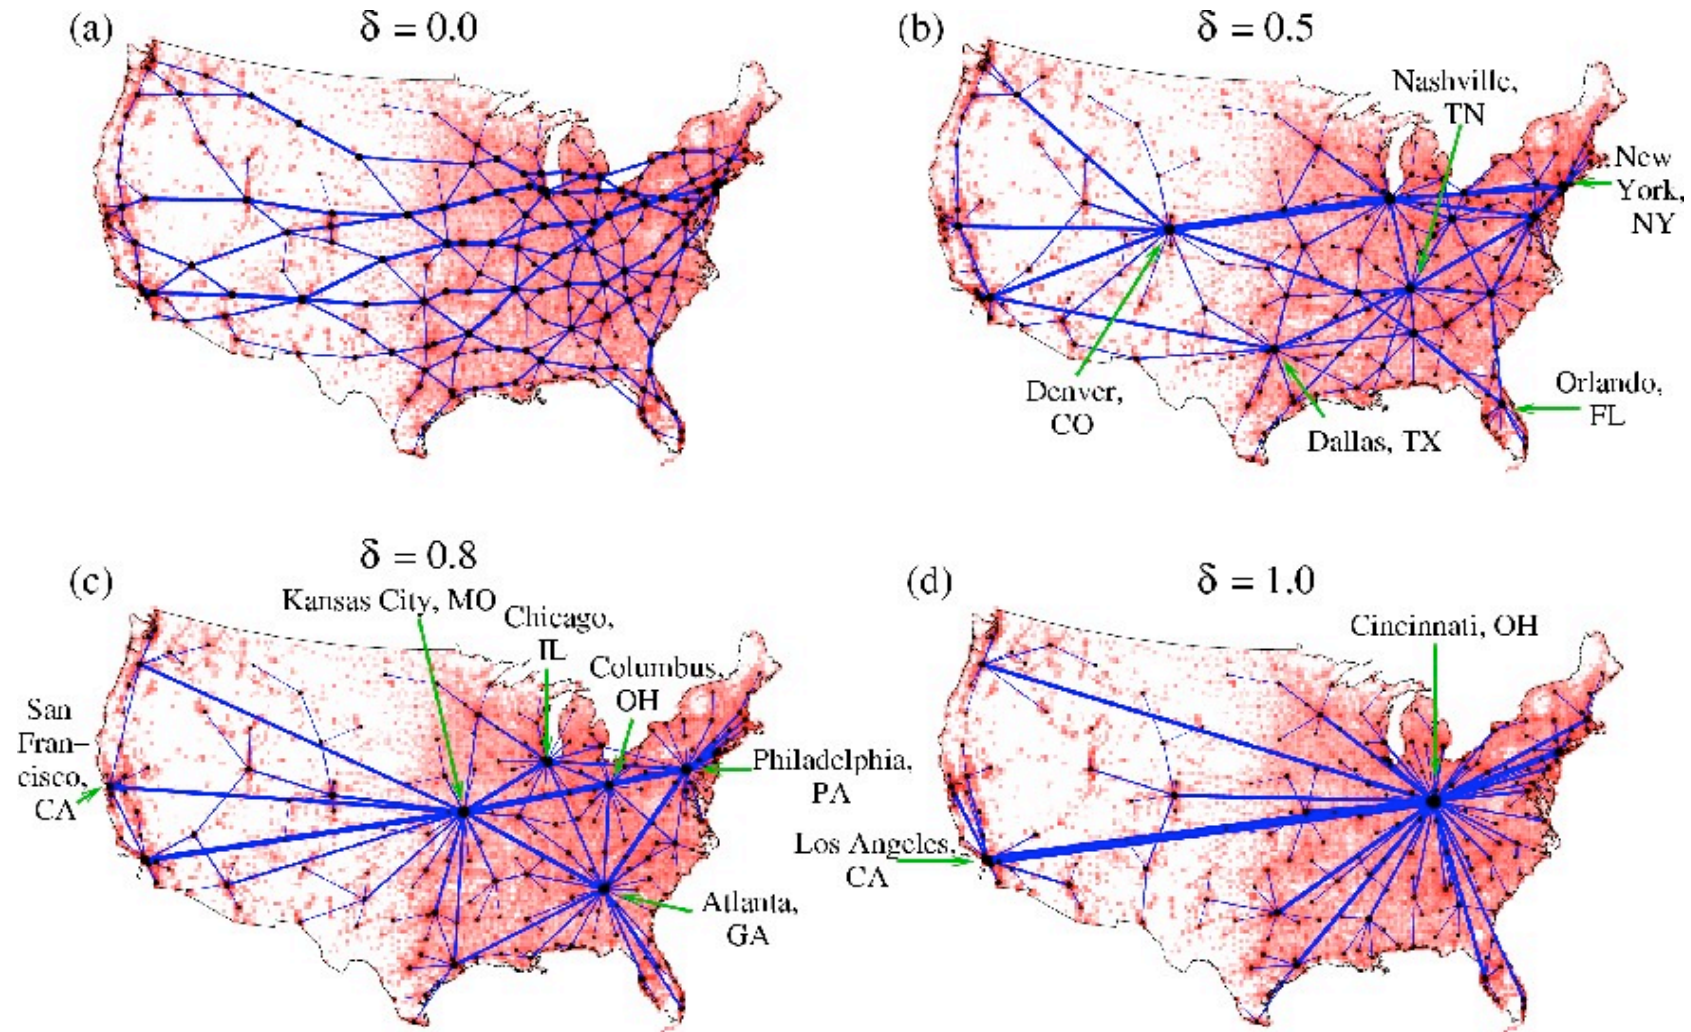 (a)
δ = 0.0
(b)
δ = 0.5
Nashville,
TN
New
York,
NY
Denver,
CO
Dallas, TX
Orlando,
FL
(c)
δ = 0.8
Kansas City, MO
Chicago,
IL
Columbus,
OH
San
Fran–
cisco,
CA
Philadelphia,
PA
Atlanta,
GA
(d)
δ = 1.0
Cincinnati, OH
Los Angeles,
CA